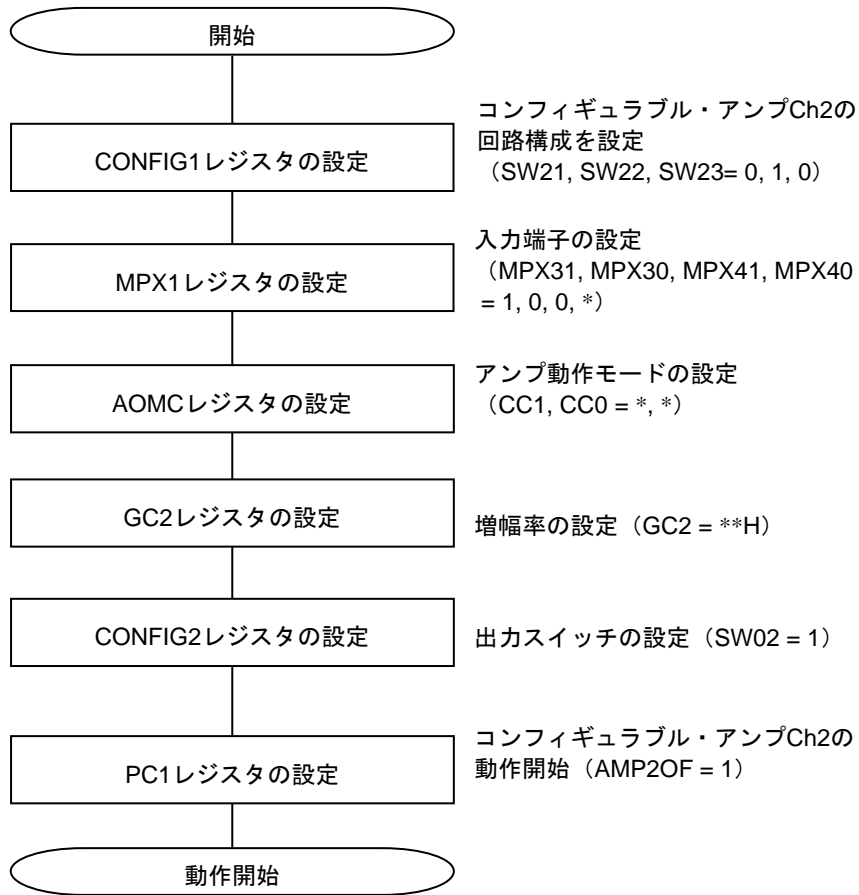 開始
CONFIG1レジスタの設定
コンフィギュラブル・アンプCh2の
回路構成を設定
（SW21, SW22, SW23= 0, 1, 0）
MPX1レジスタの設定
入力端子の設定
（MPX31, MPX30, MPX41, MPX40
= 1, 0, 0, *）
AOMCレジスタの設定
アンプ動作モードの設定
（CC1, CC0 = *, *）
GC2レジスタの設定
増幅率の設定（GC2 = **H）
CONFIG2レジスタの設定
出力スイッチの設定（SW02 = 1）
PC1レジスタの設定
コンフィギュラブル・アンプCh2の
動作開始（AMP2OF = 1）
動作開始